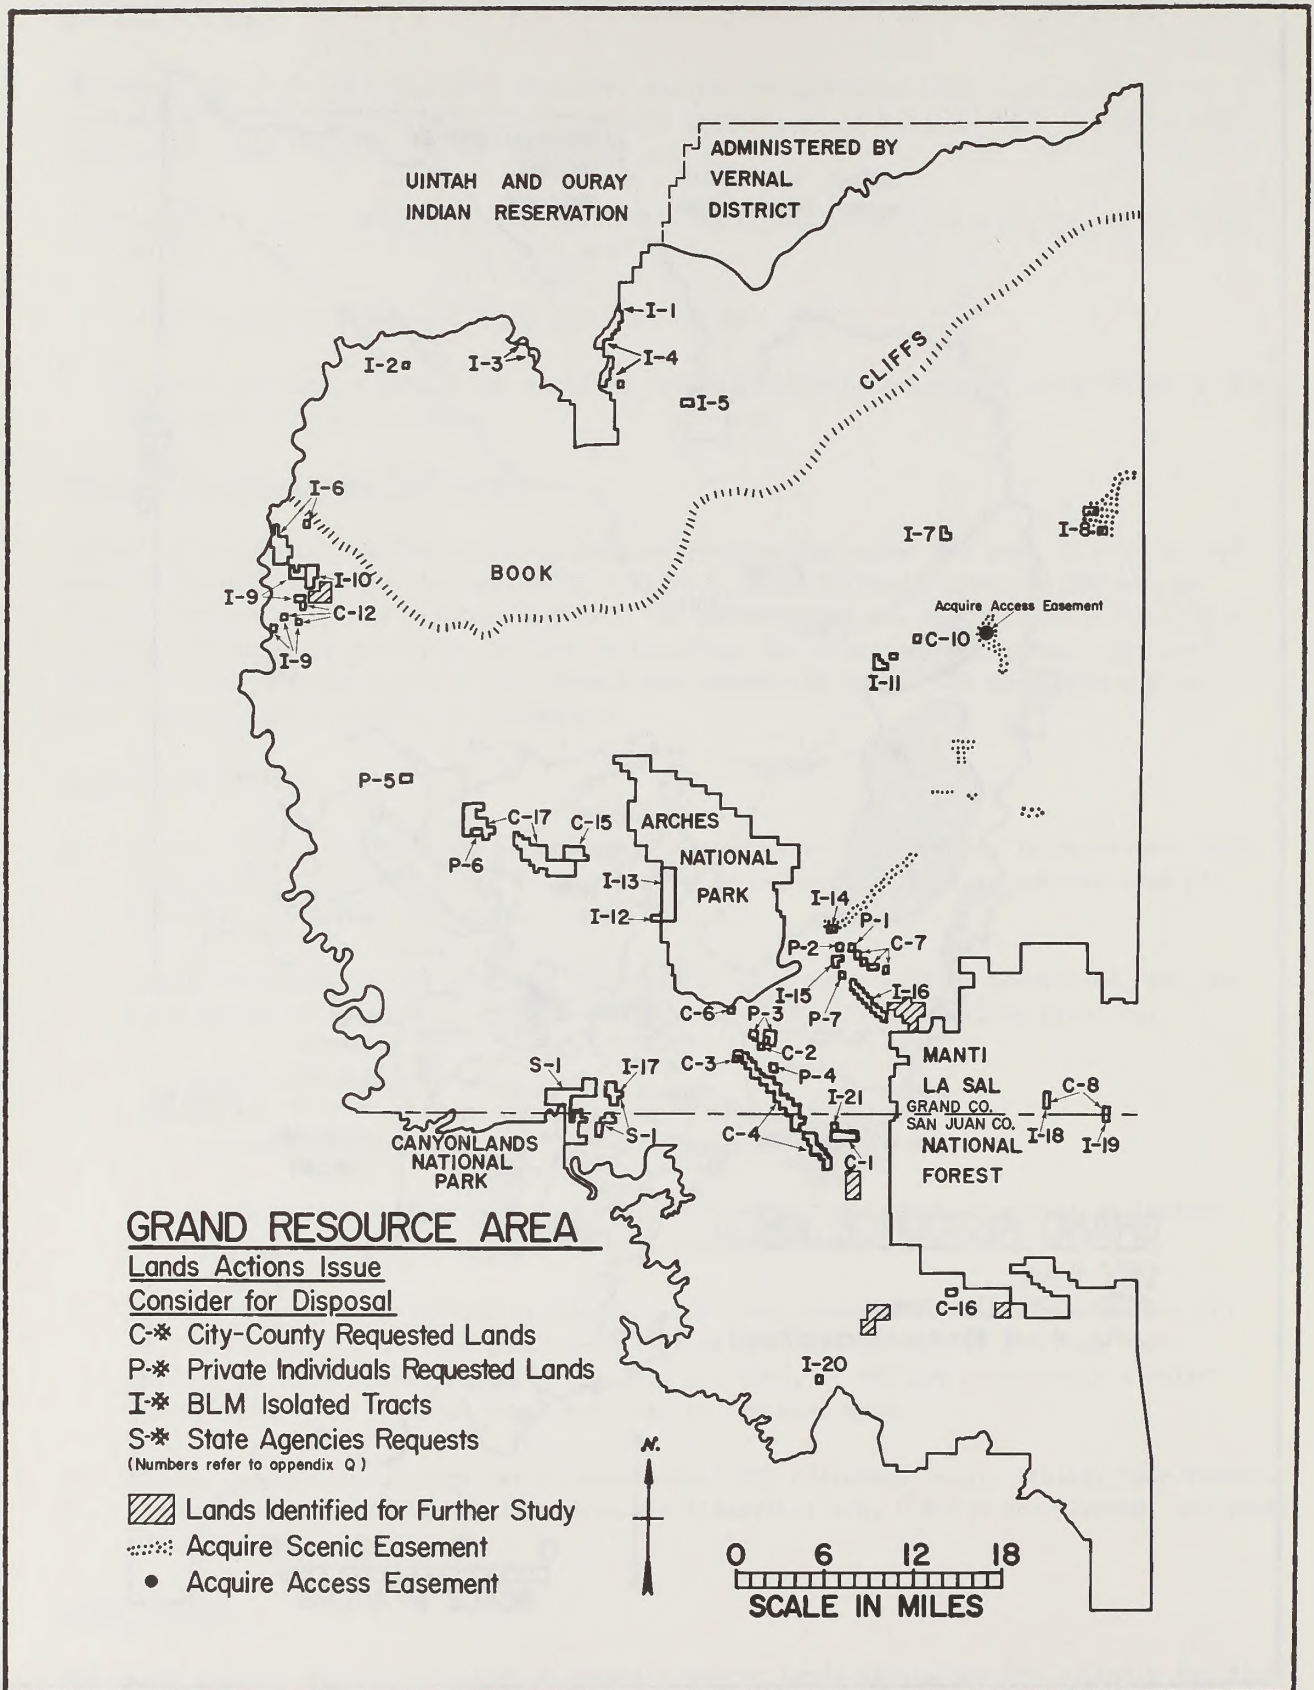 ADMINISTERED BY
VERNAL
DISTRICT
UINTAH AND OURAY
INDIAN RESERVATION
I-1
I-2
I-3
I-4
I-5
CLIFFS
I-6
I-7
I-8
BOOK
I-10
I-9
C-12
I-9
Acquire Access Easement
C-10
I-11
P-5
C-17
C-15
P-6
ARCHES
NATIONAL
PARK
I-13
I-12
I-14
P-1
P-2
C-7
I-15
I-16
P-7
C-6
P-3
C-2
C-3
P-4
S-1
I-17
I-21
S-1
C-4
C-1
MANTI
LA SAL
GRAND CO.
SAN JUAN CO.
NATIONAL
FOREST
C-8
I-18
I-19
CANYONLANDS
NATIONAL
PARK
C-16
I-20
GRAND RESOURCE AREA
Lands Actions Issue
Consider for Disposal
C-* City-County Requested Lands
P-* Private Individuals Requested Lands
I-* BLM Isolated Tracts
S-* State Agencies Requests
(Numbers refer to appendix Q)
Lands Identified for Further Study
Acquire Scenic Easement
Acquire Access Easement
N.
0 6 12 18
SCALE IN MILES